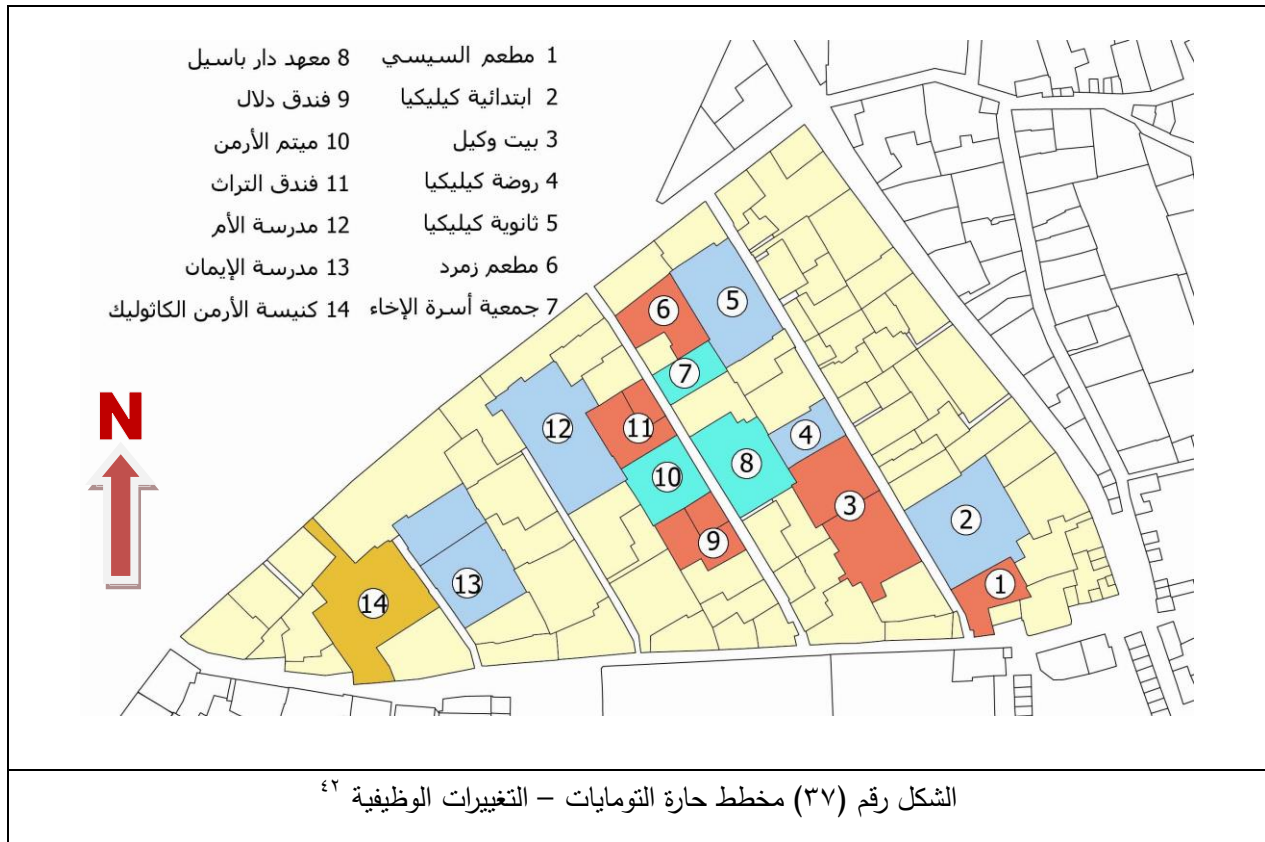 1 مطعم السيسي
2 ابتدائية كيليكيا
3 بيت وكيل
4 روضة كيليكيا
5 ثانوية كيليكيا
6 مطعم زمرد
7 جمعية أسرة الإخاء
8 معهد دار باسيل
9 فندق دلال
10 ميتم الأرمن
11 فندق التراث
12 مدرسة الأم
13 مدرسة الإيمان
14 كنيسة الأرمن الكاثوليك
N
5
6
7
12
11
4
8
10
3
2
9
13
1
14
الشكل رقم (٣٧) مخطط حارة التومايات – التغييرات الوظيفية ٤٢